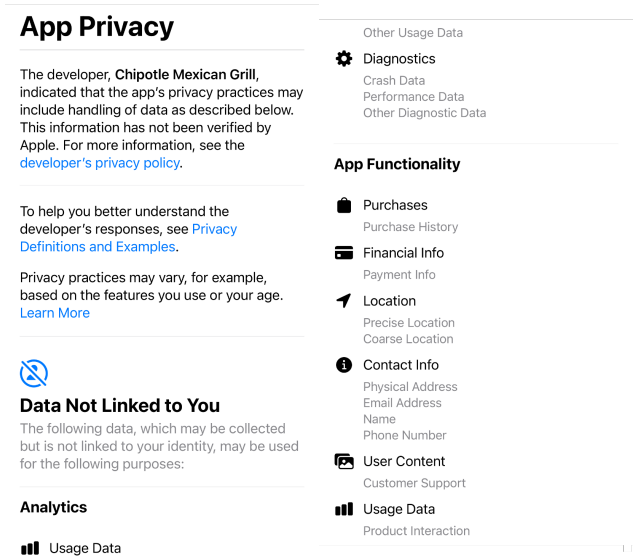 App Privacy
The developer, Chipotle Mexican Grill,
indicated that the app's privacy practices may
include handling of data as described below.
This information has not been verified by
Apple. For more information, see the
developer's privacy policy.
To help you better understand the
developer's responses, see Privacy
Definitions and Examples.
Privacy practices may vary, for example,
based on the features you use or your age.
Learn More
Data Not Linked to You
The following data, which may be collected
but is not linked to your identity, may be used
for the following purposes:
Analytics
Usage Data
Other Usage Data
Diagnostics
Crash Data
Performance Data
Other Diagnostic Data
App Functionality
Purchases
Purchase History
Financial Info
Payment Info
Location
Precise Location
Coarse Location
Contact Info
Physical Address
Email Address
Name
Phone Number
User Content
Customer Support
Usage Data
Product Interaction